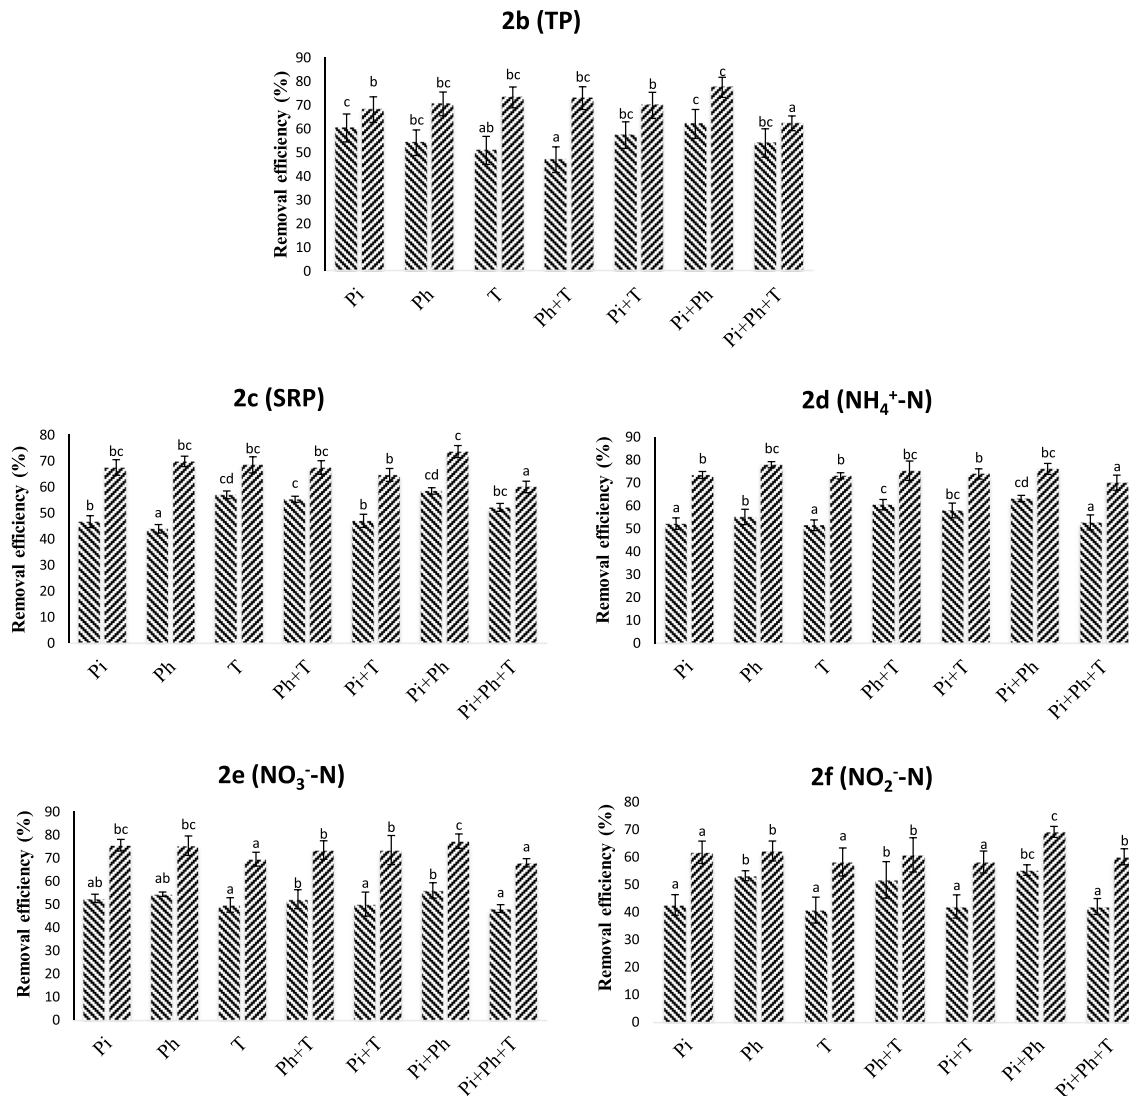 2b (TP)
Removal efficiency (%)
90
80
70
60
50
40
30
20
10
0
c b bc bc ab bc a bc bc b c c bc a
Pi Ph T Ph+T Pi+T Pi+Ph Pi+Ph+T
2c (SRP)
Removal efficiency (%)
80
70
60
50
40
30
20
10
0
b bc a bc cd bc c bc b b cd c bc a
Pi Ph T Ph+T Pi+T Pi+Ph Pi+Ph+T
2d (NH₄⁺-N)
Removal efficiency (%)
90
80
70
60
50
40
30
20
10
0
a b b bc a b c bc bc b cd bc a a
Pi Ph T Ph+T Pi+T Pi+Ph Pi+Ph+T
2e (NO₃⁻-N)
Removal efficiency (%)
90
80
70
60
50
40
30
20
10
0
ab bc ab bc a a b b a b b c a a
Pi Ph T Ph+T Pi+T Pi+Ph Pi+Ph+T
2f (NO₂⁻-N)
Removal efficiency (%)
80
70
60
50
40
30
20
10
0
a a b b a a b b a a bc c a b
Pi Ph T Ph+T Pi+T Pi+Ph Pi+Ph+T